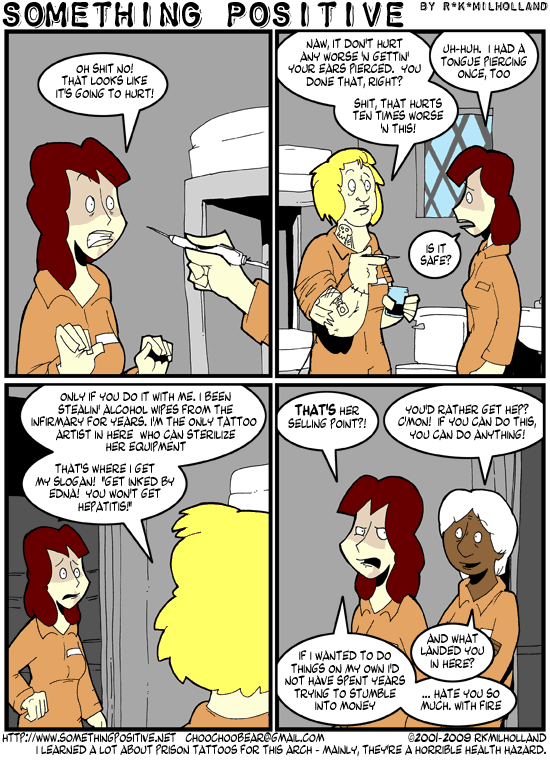 SOMETHING POSITIVE BY R*K*MILHOLLAND
OH SHIT NO!
THAT LOOKS LIKE
IT'S GOING TO HURT!
NAW, IT DON'T HURT
ANY WORSE 'N GETTIN'
YOUR EARS PIERCED. YOU
DONE THAT, RIGHT?
SHIT, THAT HURTS
TEN TIMES WORSE
'N THIS!
UH-HUH. I HAD A
TONGUE PIERCING
ONCE, TOO
IS IT
SAFE?
ONLY IF YOU DO IT WITH ME. I BEEN
STEALIN' ALCOHOL WIPES FROM THE
INFIRMARY FOR YEARS. I'M THE ONLY TATTOO
ARTIST IN HERE WHO CAN STERILIZE
HER EQUIPMENT
THAT'S WHERE I GET
MY SLOGAN! "GET INKED BY
EDNA! YOU WON'T GET
HEPATITIS!"
THAT'S HER
SELLING POINT?!
YOU'D RATHER GET HEP?
C'MON! IF YOU CAN DO THIS,
YOU CAN DO ANYTHING!
IF I WANTED TO DO
THINGS ON MY OWN I'D
NOT HAVE SPENT YEARS
TRYING TO STUMBLE
INTO MONEY
AND WHAT
LANDED YOU
IN HERE?
... HATE YOU SO
MUCH. WITH FIRE
HTTP://WWW.SOMETHINGPOSITIVE.NET CHOOCHOOBEAR@GMAIL.COM ©2001-2009 RKMILHOLLAND
I LEARNED A LOT ABOUT PRISON TATTOOS FOR THIS ARCH - MAINLY, THEY'RE A HORRIBLE HEALTH HAZARD.